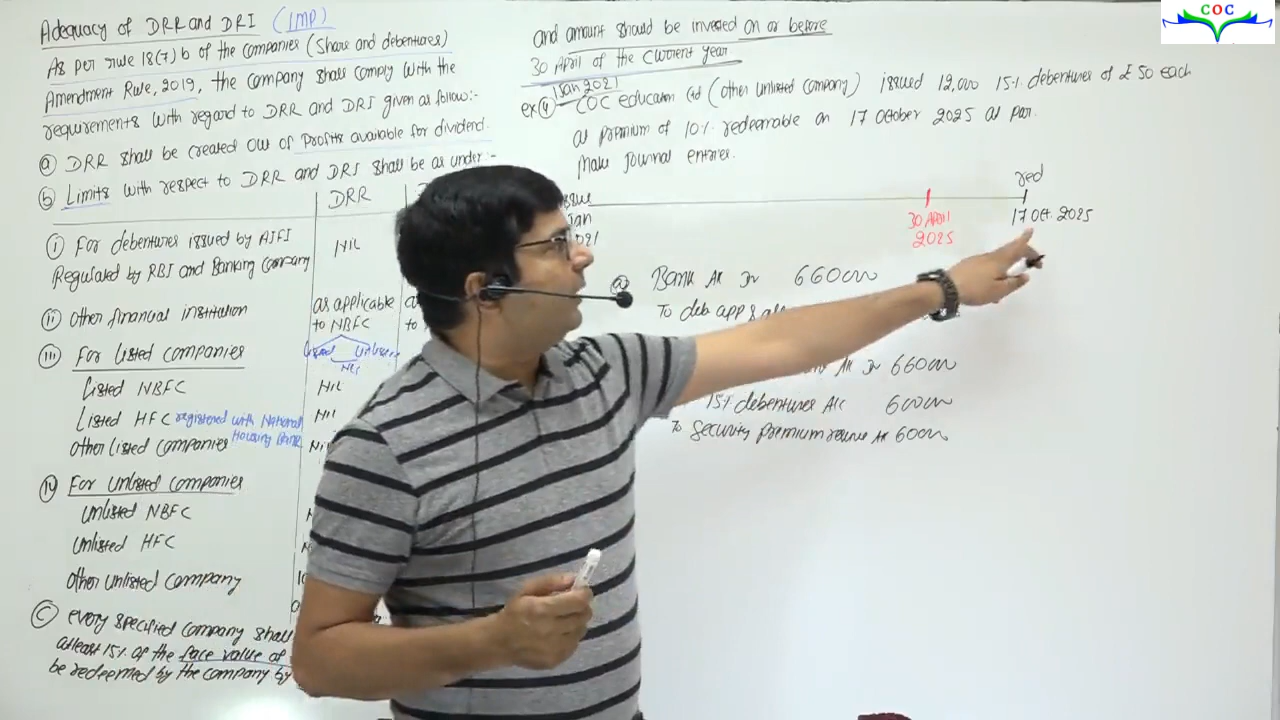 COC
Adequacy of DRR and DRI (IMP)
As per rule 18(7) b of the companies (share and debentures)
Amendment Rule, 2019, the company shall comply with the
requirements with regard to DRR and DRI given as follow:-
(a) DRR shall be created out of Profits available for dividend.
(b) Limits with respect to DRR and DRI shall be as under:-
DRR
(i) For debentures issued by AIFI
Regulated by RBI and Banking company
Nil
(ii) Other financial institution
as applicable
to NBFC
to
(iii) For listed companies
listed unlisted
Nil
Listed NBFC
Nil
Listed HFC registered with National
Housing Bank
Nil
Other listed companies
(iv) For unlisted companies
unlisted NBFC
unlisted HFC
other unlisted company
(c) every specified company shall
atleast 15% of the face value of
be redeemed by the company by
and amount should be invested on or before
30 April of the current year
1 Jan 2021
ex (4) COC education ltd (other unlisted company) issued 12,000 15% debentures of ₹ 50 each
at premium of 10% redeemable on 17 October 2025 at par.
Make Journal entries.
red
30 April
2025
17 Oct. 2025
(a) Bank A/c Dr 660000
To deb app &
A/c Dr 660000
15% debentures A/c 600000
To security premium reserve A/c 60000